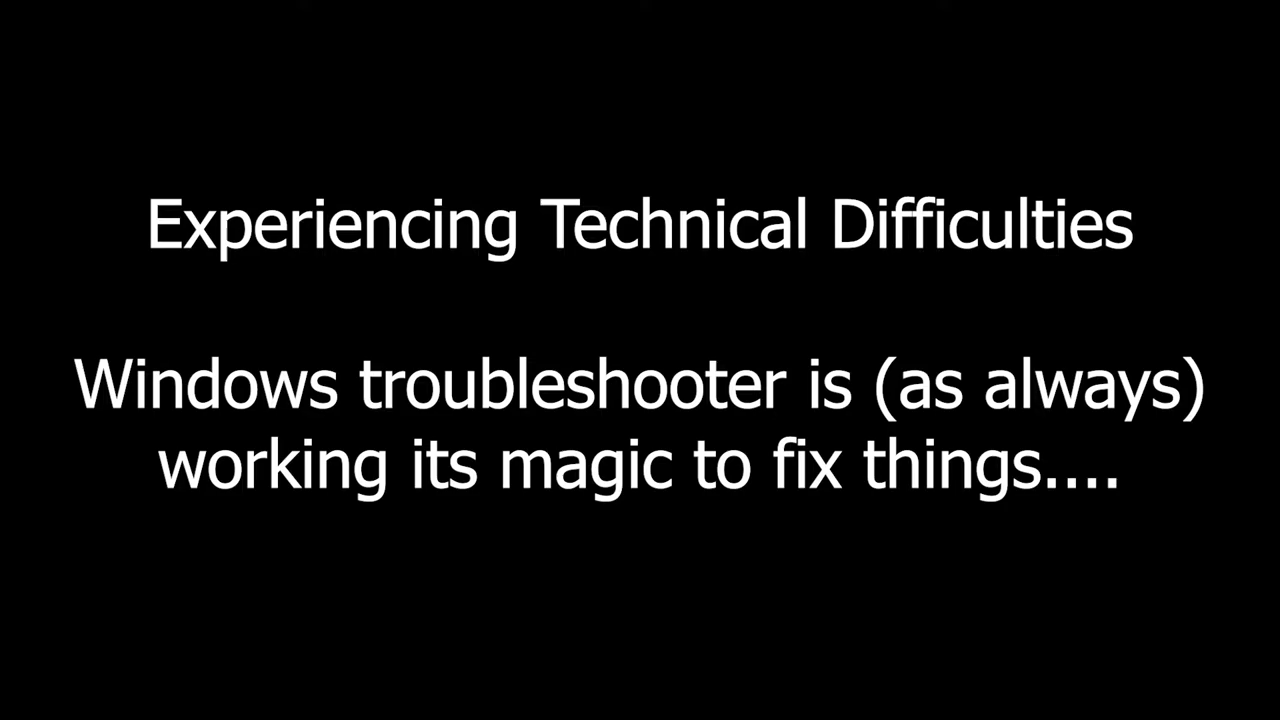 Experiencing Technical Difficulties
Windows troubleshooter is (as always)
working its magic to fix things....